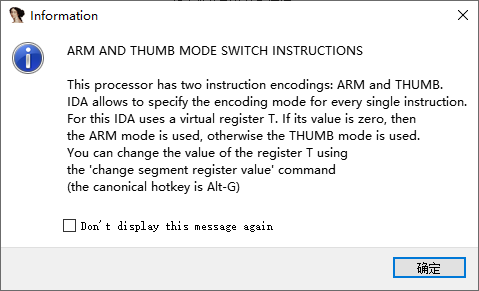 Information
ARM AND THUMB MODE SWITCH INSTRUCTIONS
This processor has two instruction encodings: ARM and THUMB.
IDA allows to specify the encoding mode for every single instruction.
For this IDA uses a virtual register T. If its value is zero, then
the ARM mode is used, otherwise the THUMB mode is used.
You can change the value of the register T using
the 'change segment register value' command
(the canonical hotkey is Alt-G)
Don't display this message again
确定